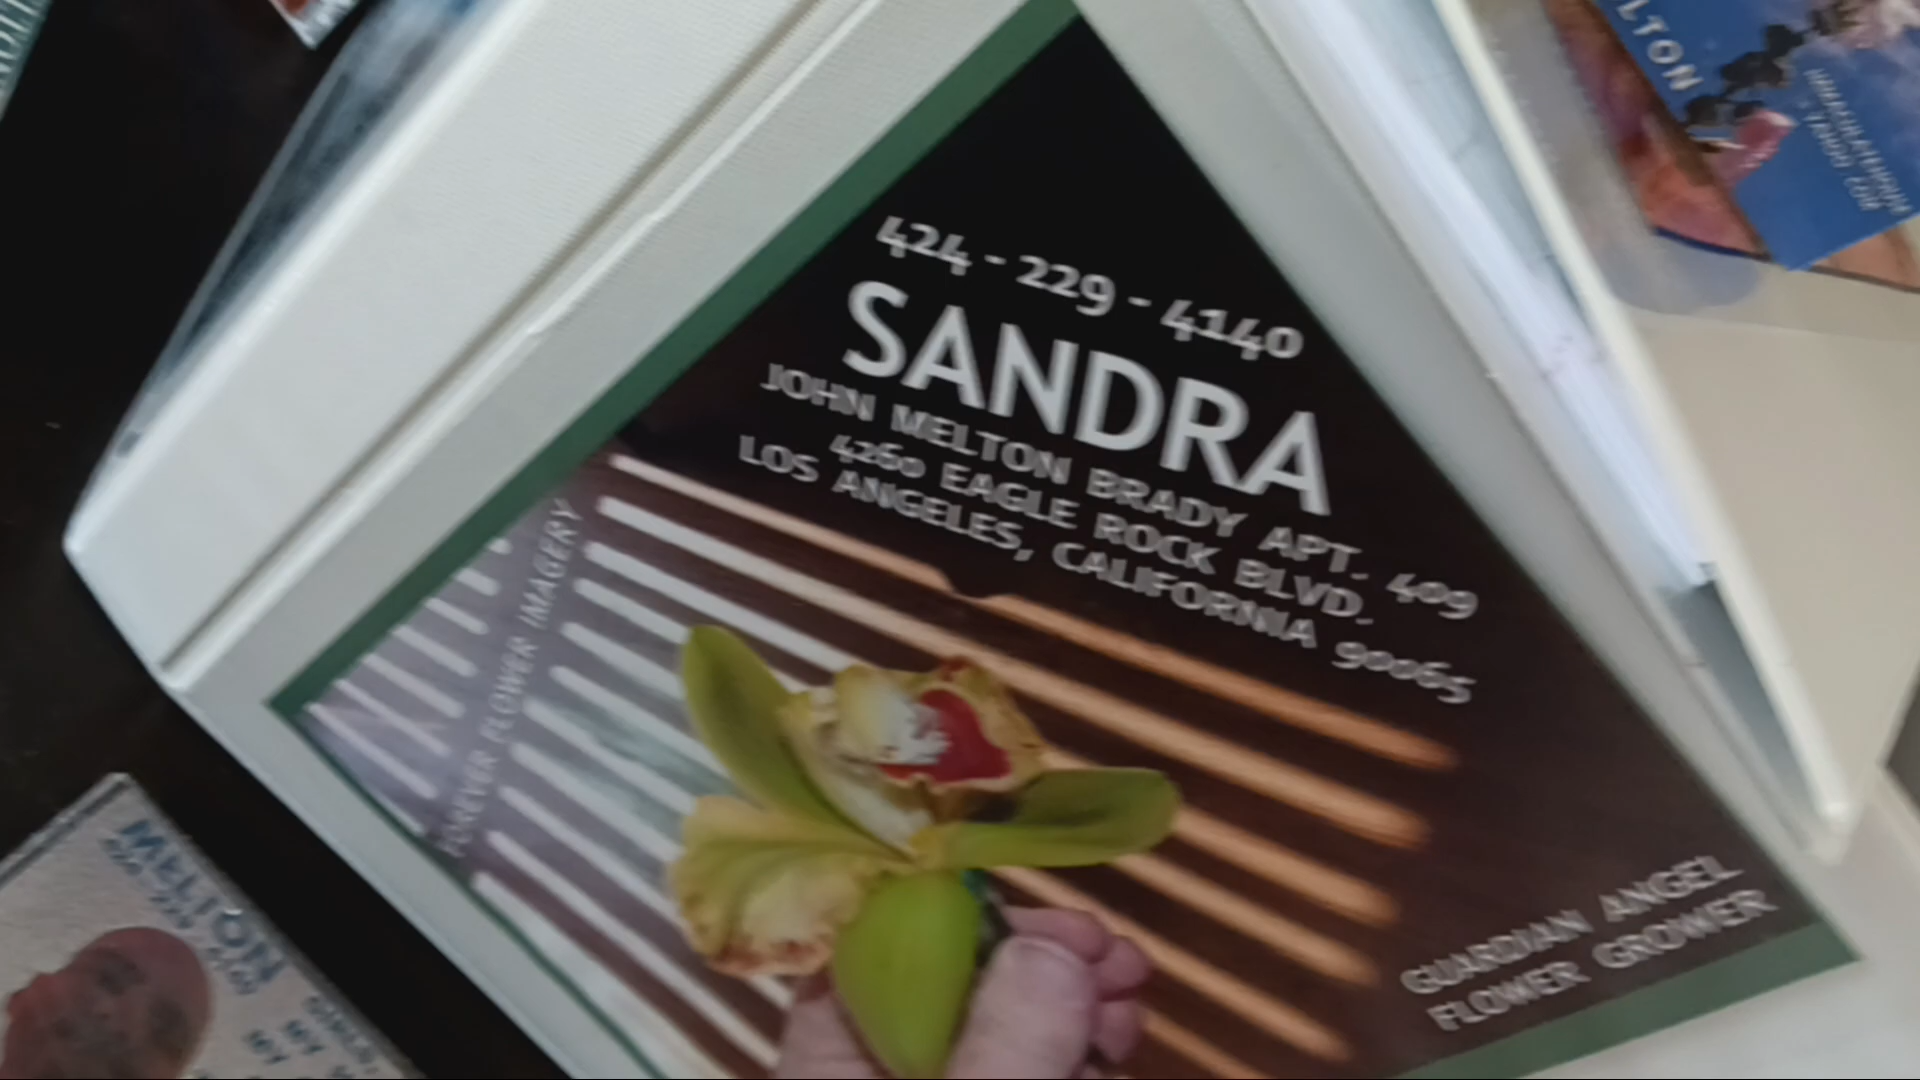 424 - 229 - 4140
SANDRA
JOHN MELTON BRADY APT. 409
4260 EAGLE ROCK BLVD.
LOS ANGELES, CALIFORNIA 90065
FOREVER FLOWER IMAGERY
GUARDIAN ANGEL
FLOWER GROWER
MELTON
LTON